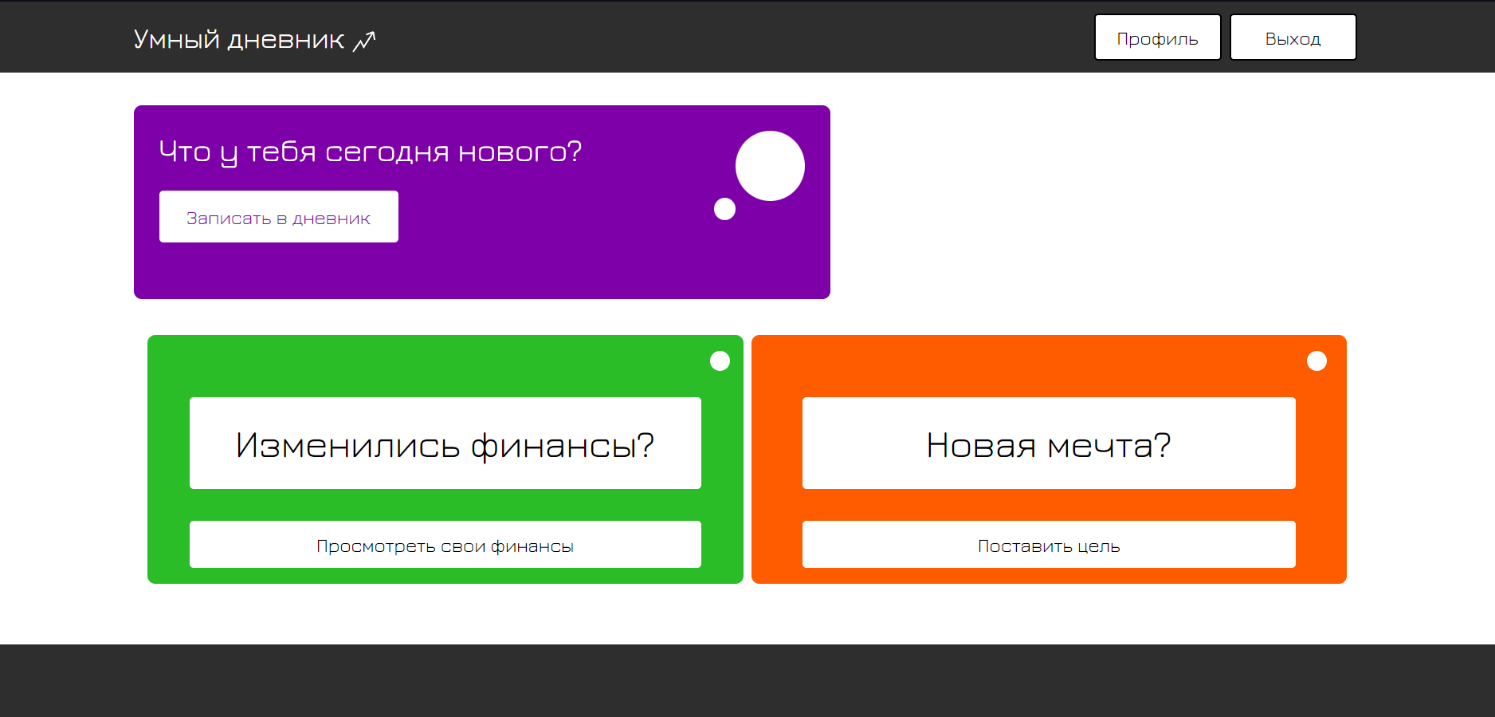 Умный дневник
Профиль
Выход
Что у тебя сегодня нового?
Записать в дневник
Изменились финансы?
Новая мечта?
Просмотреть свои финансы
Поставить цель